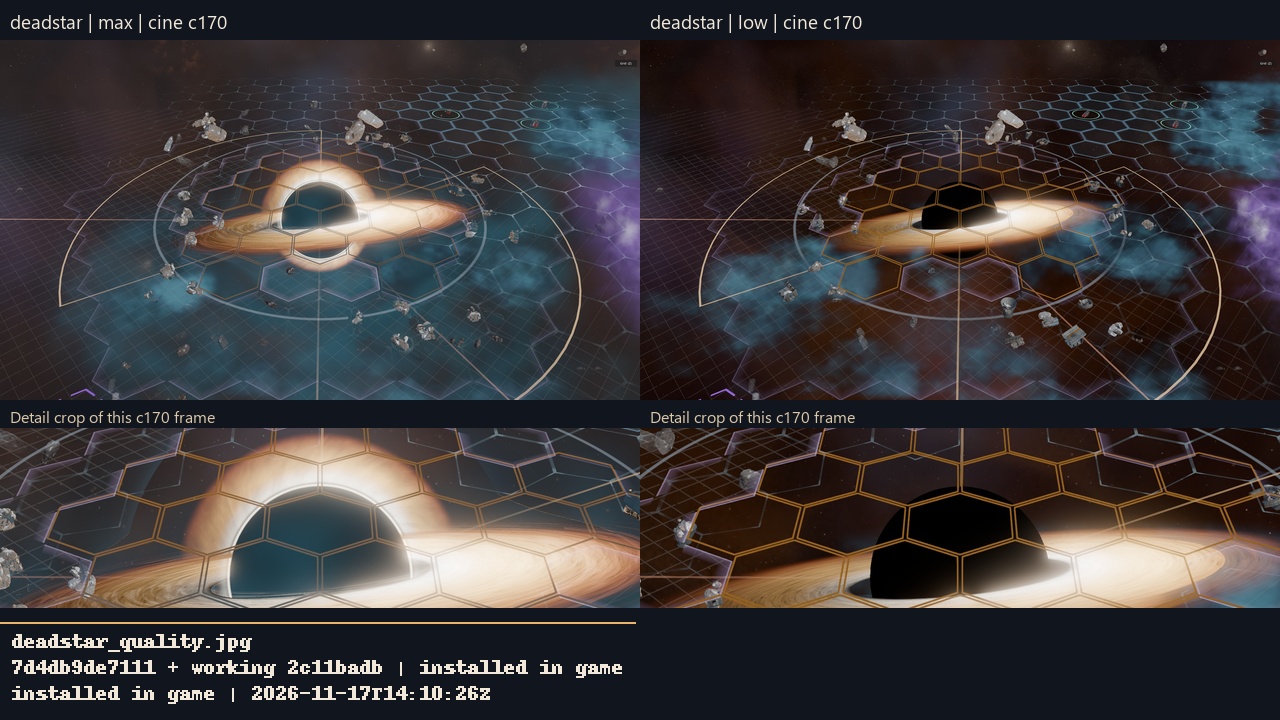 deadstar | max | cine c170
deadstar | low | cine c170
Detail crop of this c170 frame
Detail crop of this c170 frame
deadstar_quality.jpg
7d4db9de7111 + working 2c11badb | installed in game
installed in game | 2026-11-17T14:10:26Z